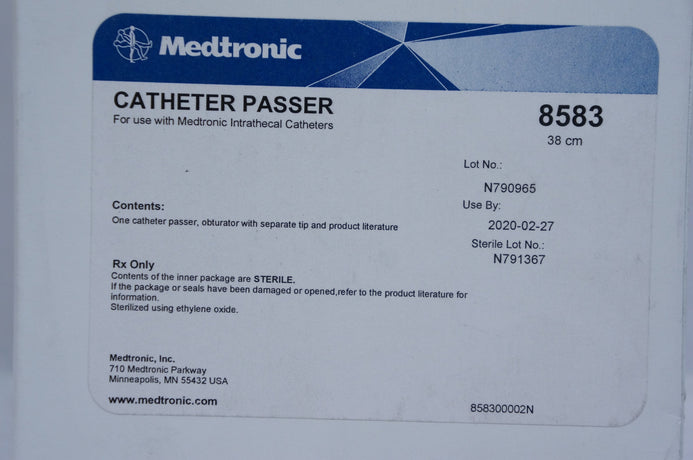 Medtronic
CATHETER PASSER
For use with Medtronic Intrathecal Catheters
8583
38 cm
Lot No.:
N790965
Use By:
2020-02-27
Sterile Lot No.:
N791367
Contents:
One catheter passer, obturator with separate tip and product literature
Rx Only
Contents of the inner package are STERILE.
If the package or seals have been damaged or opened,refer to the product literature for
information.
Sterilized using ethylene oxide.
Medtronic, Inc.
710 Medtronic Parkway
Minneapolis, MN 55432 USA
www.medtronic.com
858300002N